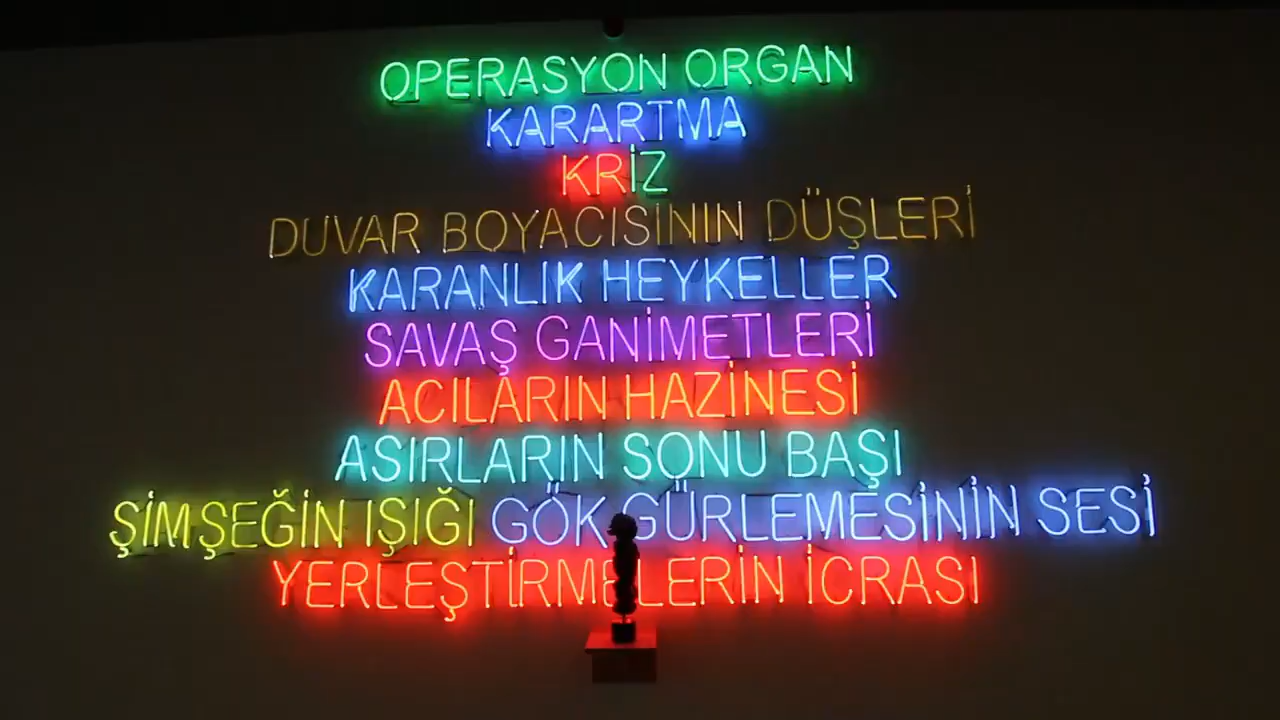 OPERASYON ORGAN
KARARTMA
KRİZ
DUVAR BOYACISININ DÜŞLERİ
KARANLIK HEYKELLER
SAVAŞ GANİMETLERİ
ACILARIN HAZİNESİ
ASIRLARIN SONU BAŞI
ŞİMŞEĞİN IŞIĞI GÖK GÜRLEMESİNİN SESİ
YERLEŞTİRMELERİN İCRASI